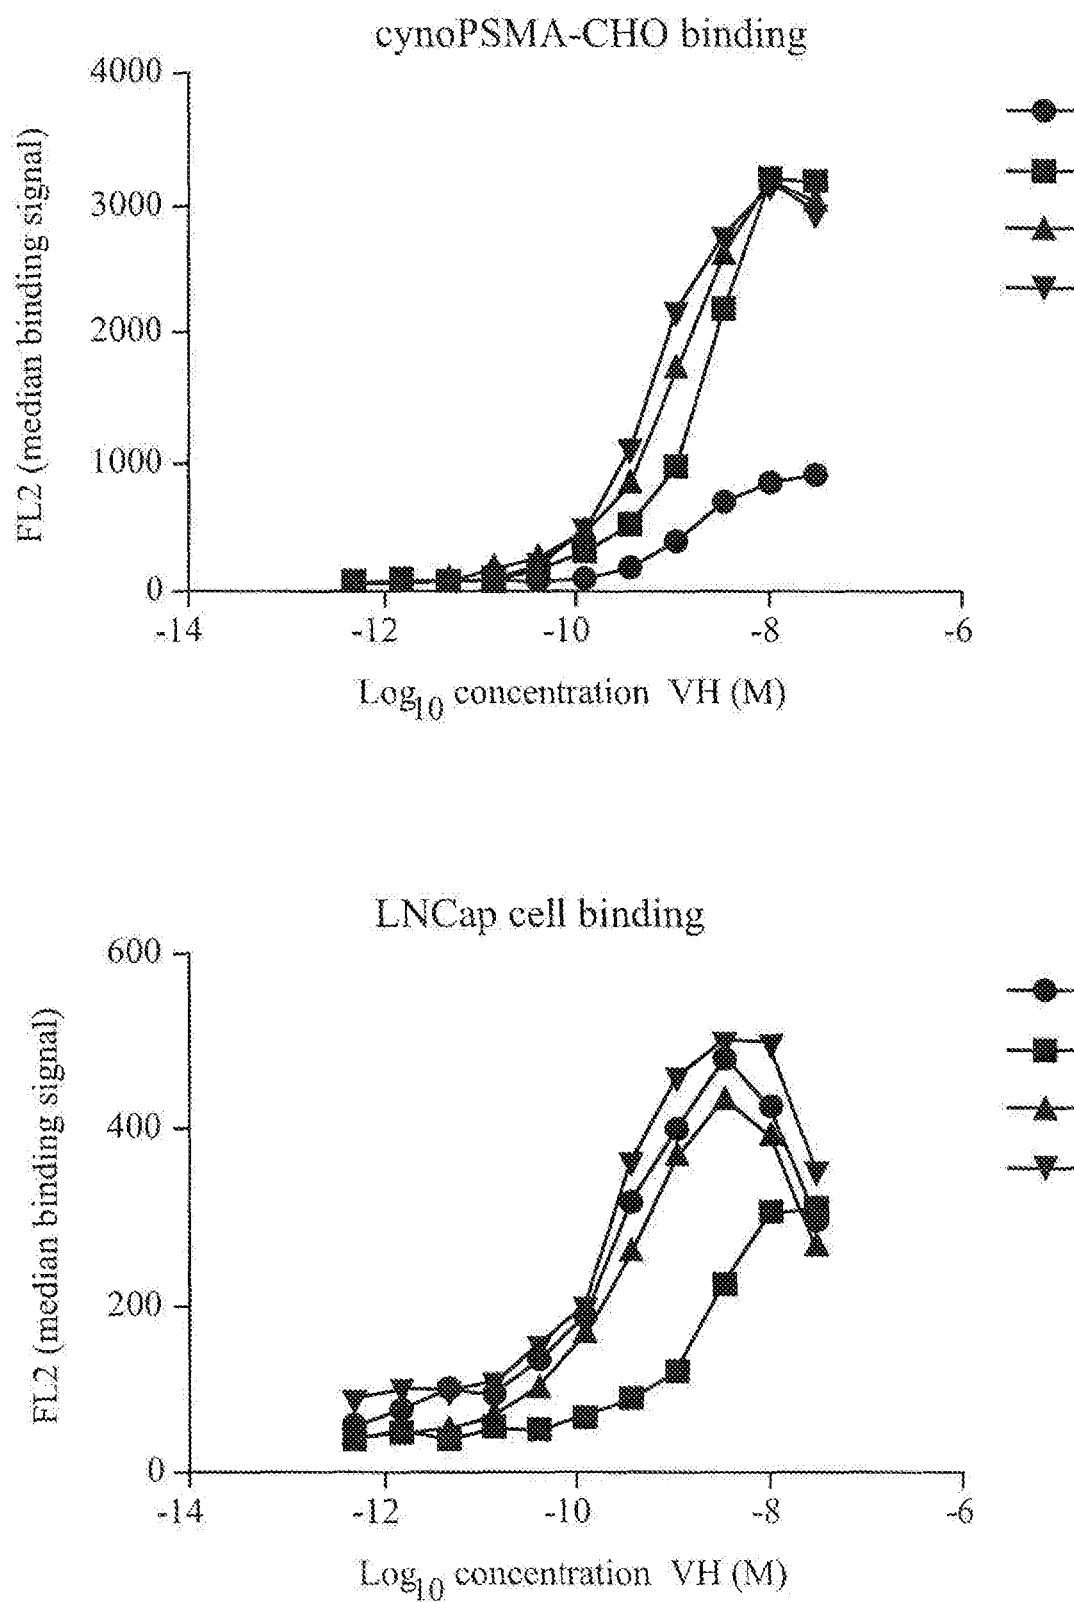 cynoPSMA-CHO binding
4000
3000
2000
1000
0
FL2 (median binding signal)
-14 -12 -10 -8 -6
Log10 concentration VH (M)
LNCap cell binding
600
400
200
0
FL2 (median binding signal)
-14 -12 -10 -8 -6
Log10 concentration VH (M)